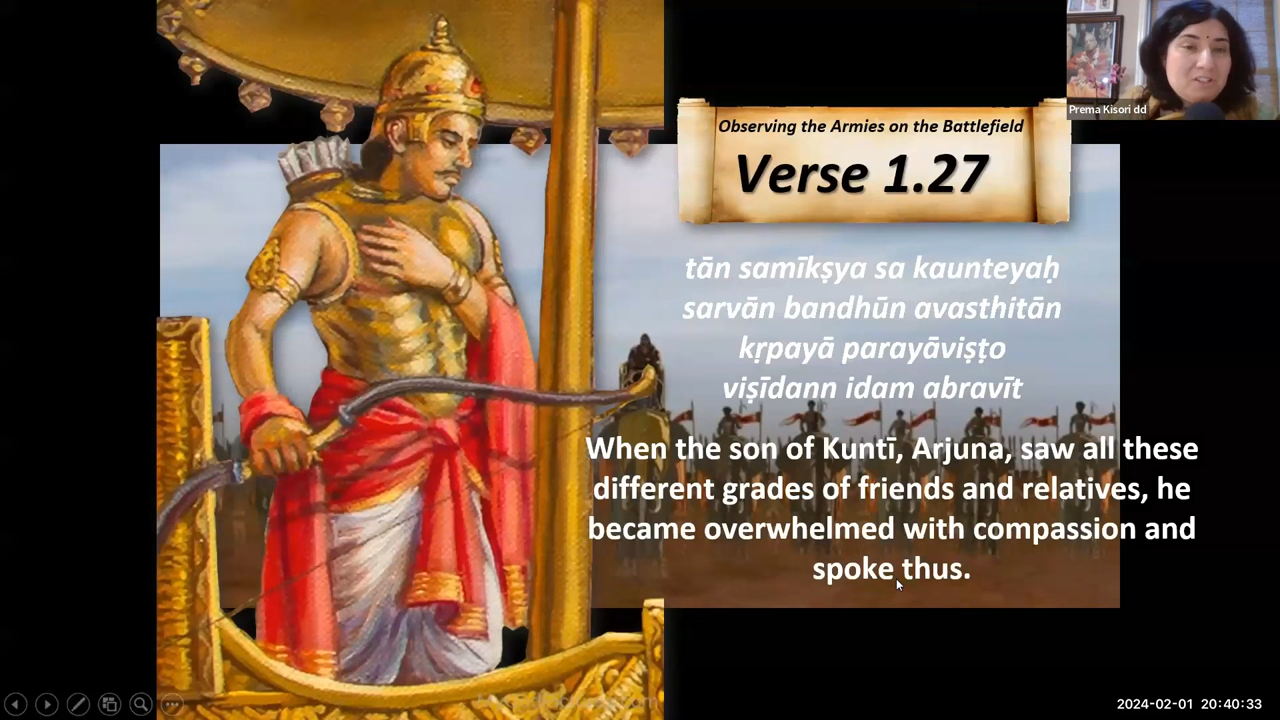 Prema Kisori dd
Observing the Armies on the Battlefield
Verse 1.27
tān samīkṣya sa kaunteyaḥ
sarvān bandhūn avasthitān
kṛpayā parayāviṣṭo
viṣīdann idam abravīt
When the son of Kuntī, Arjuna, saw all these
different grades of friends and relatives, he
became overwhelmed with compassion and
spoke thus.
2024-02-01 20:40:33